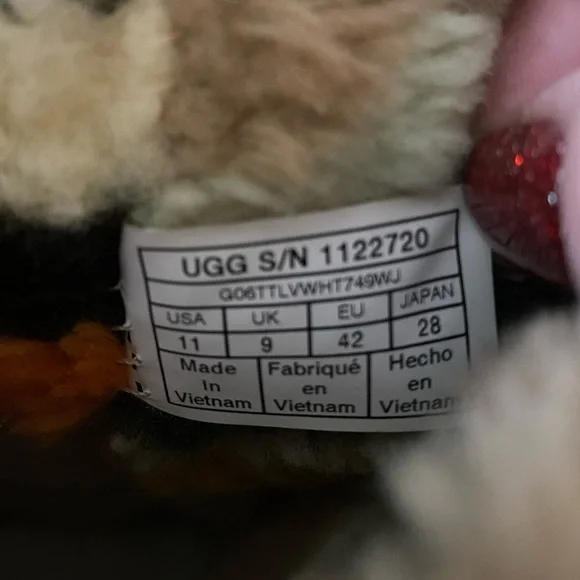 UGG S/N 1122720
G06TTLVWHT749WJ
USA UK EU JAPAN
11 9 42 28
Made in Vietnam
Fabriqué en Vietnam
Hecho en Vietnam